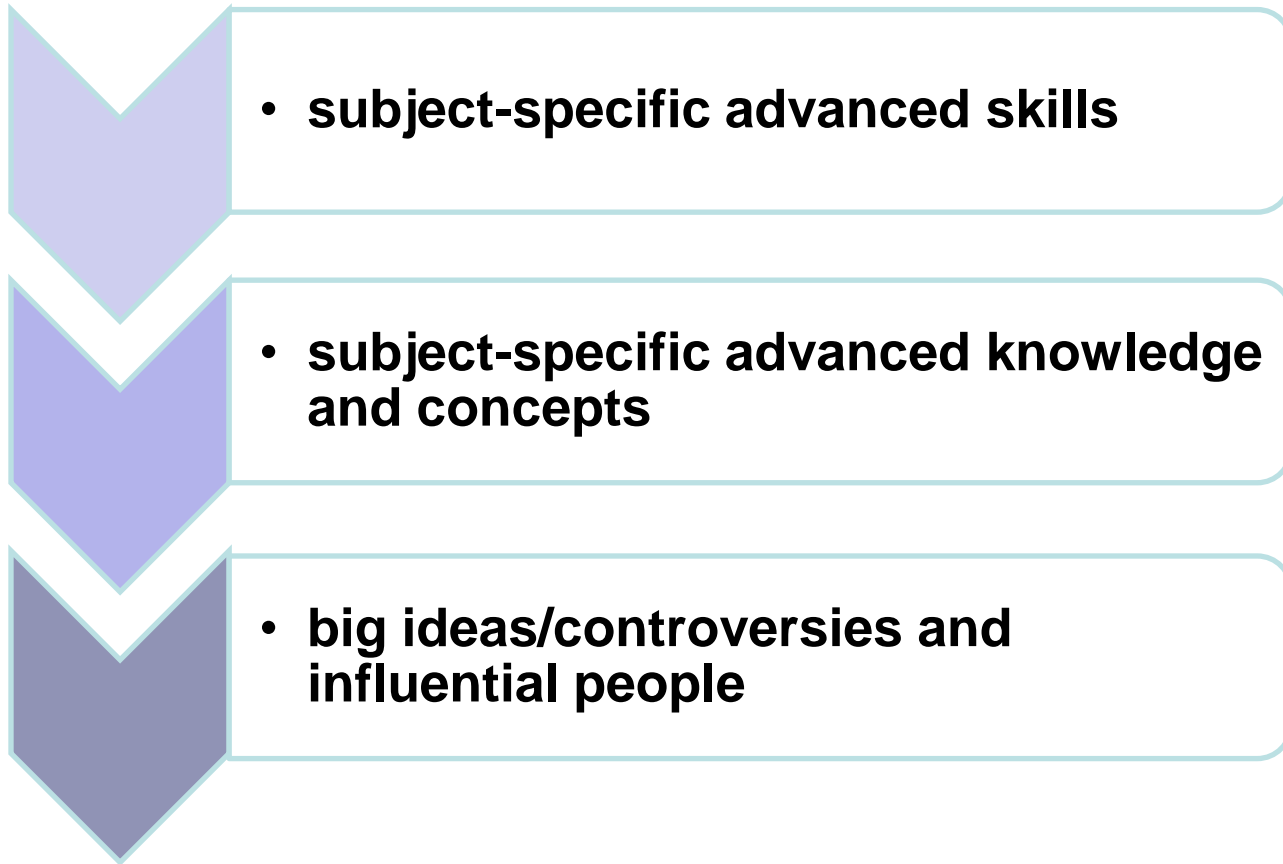 • subject-specific advanced skills
• subject-specific advanced knowledge
and concepts
• big ideas/controversies and
influential people